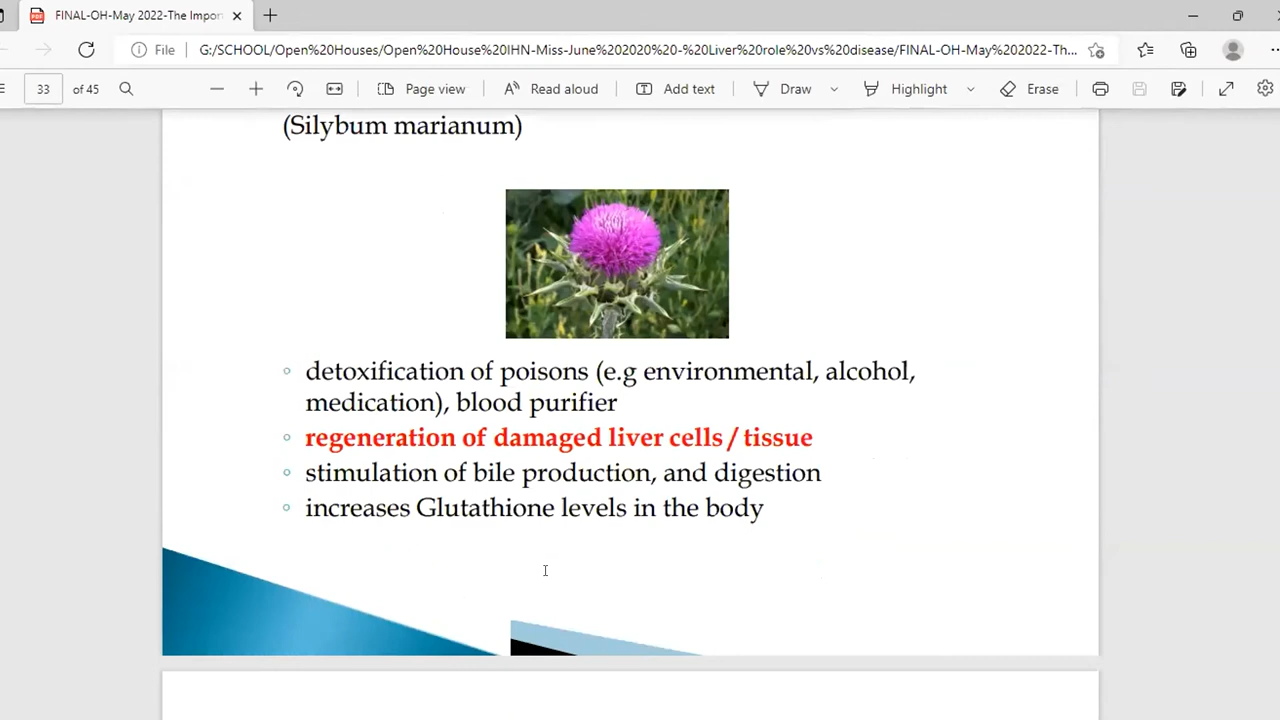 FINAL-OH-May 2022-The Impor
File
G:/SCHOOL/Open%20Houses/Open%20House%20IHN-Miss-June%202020%20-%20Liver%20role%20vs%20disease/FINAL-OH-May%202022-Th...
33 of 45
Page view
Read aloud
Add text
Draw
Highlight
Erase
(Silybum marianum)
detoxification of poisons (e.g environmental, alcohol,
medication), blood purifier
regeneration of damaged liver cells/tissue
stimulation of bile production, and digestion
increases Glutathione levels in the body